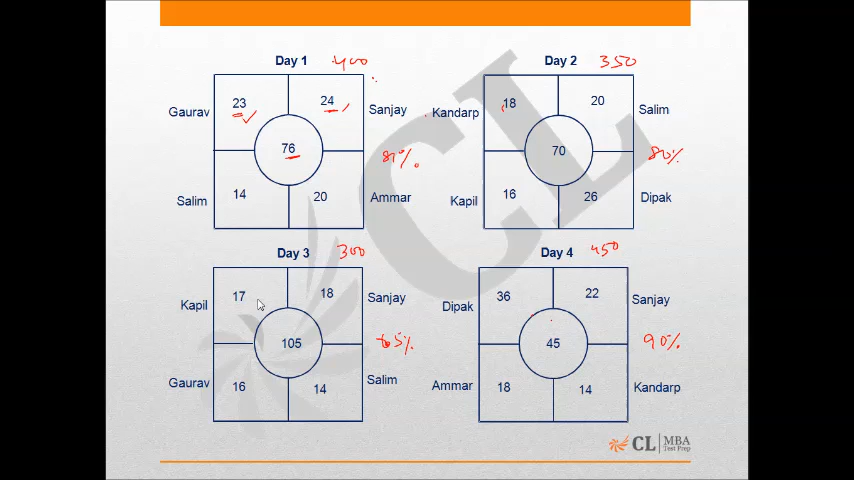 Day 1 400
Gaurav 23 24 Sanjay
76 81%
Salim 14 20 Ammar
Day 2 350
Kandarp 18 20 Salim
70 80%
Kapil 16 26 Dipak
Day 3 300
Kapil 17 18 Sanjay
105 65%
Gaurav 16 14 Salim
Day 4 450
Dipak 36 22 Sanjay
45 90%
Ammar 18 14 Kandarp
CL
CL MBA
Test Prep